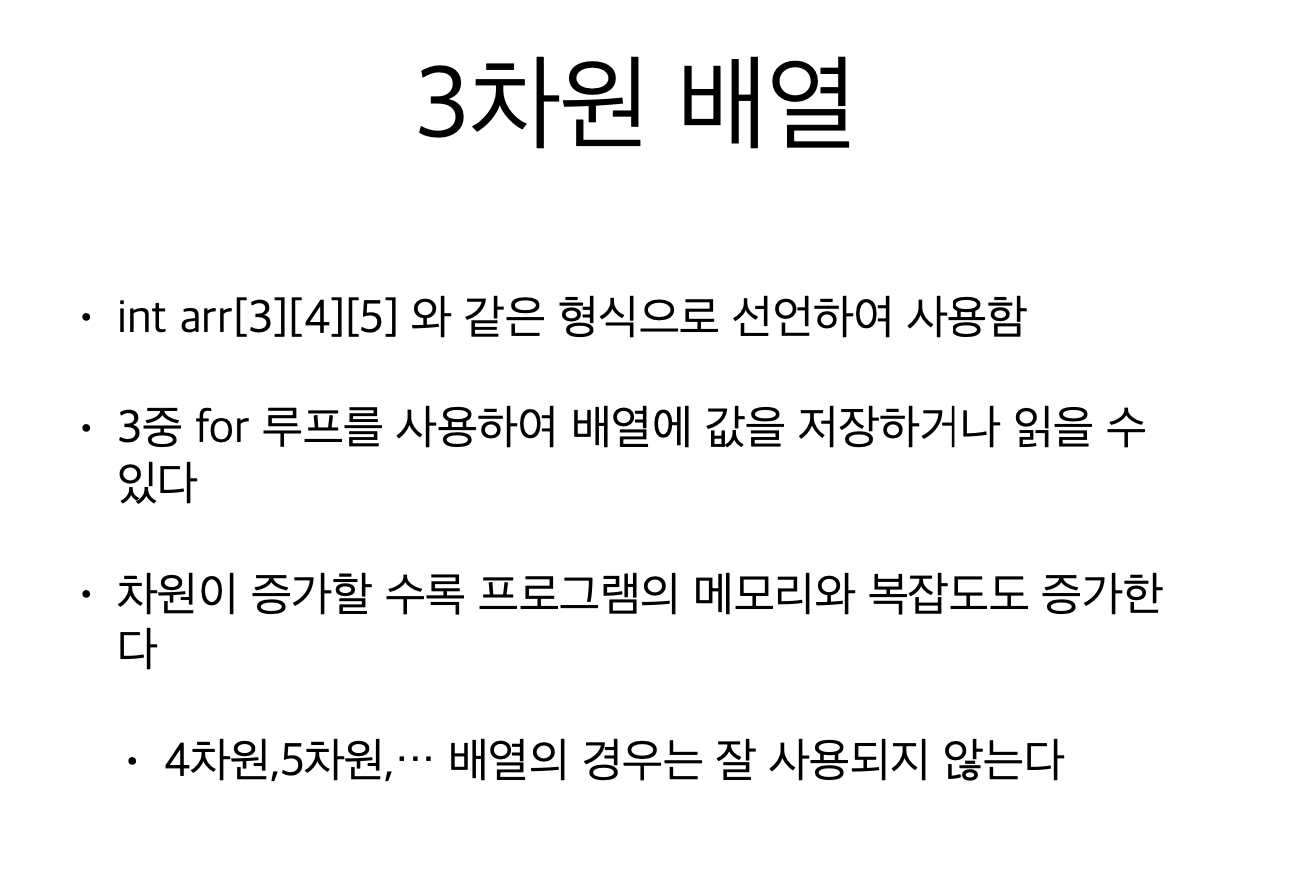 3차원 배열
• int arr[3][4][5] 와 같은 형식으로 선언하여 사용함
• 3중 for 루프를 사용하여 배열에 값을 저장하거나 읽을 수
있다
• 차원이 증가할 수록 프로그램의 메모리와 복잡도도 증가한
다
• 4차원,5차원,… 배열의 경우는 잘 사용되지 않는다